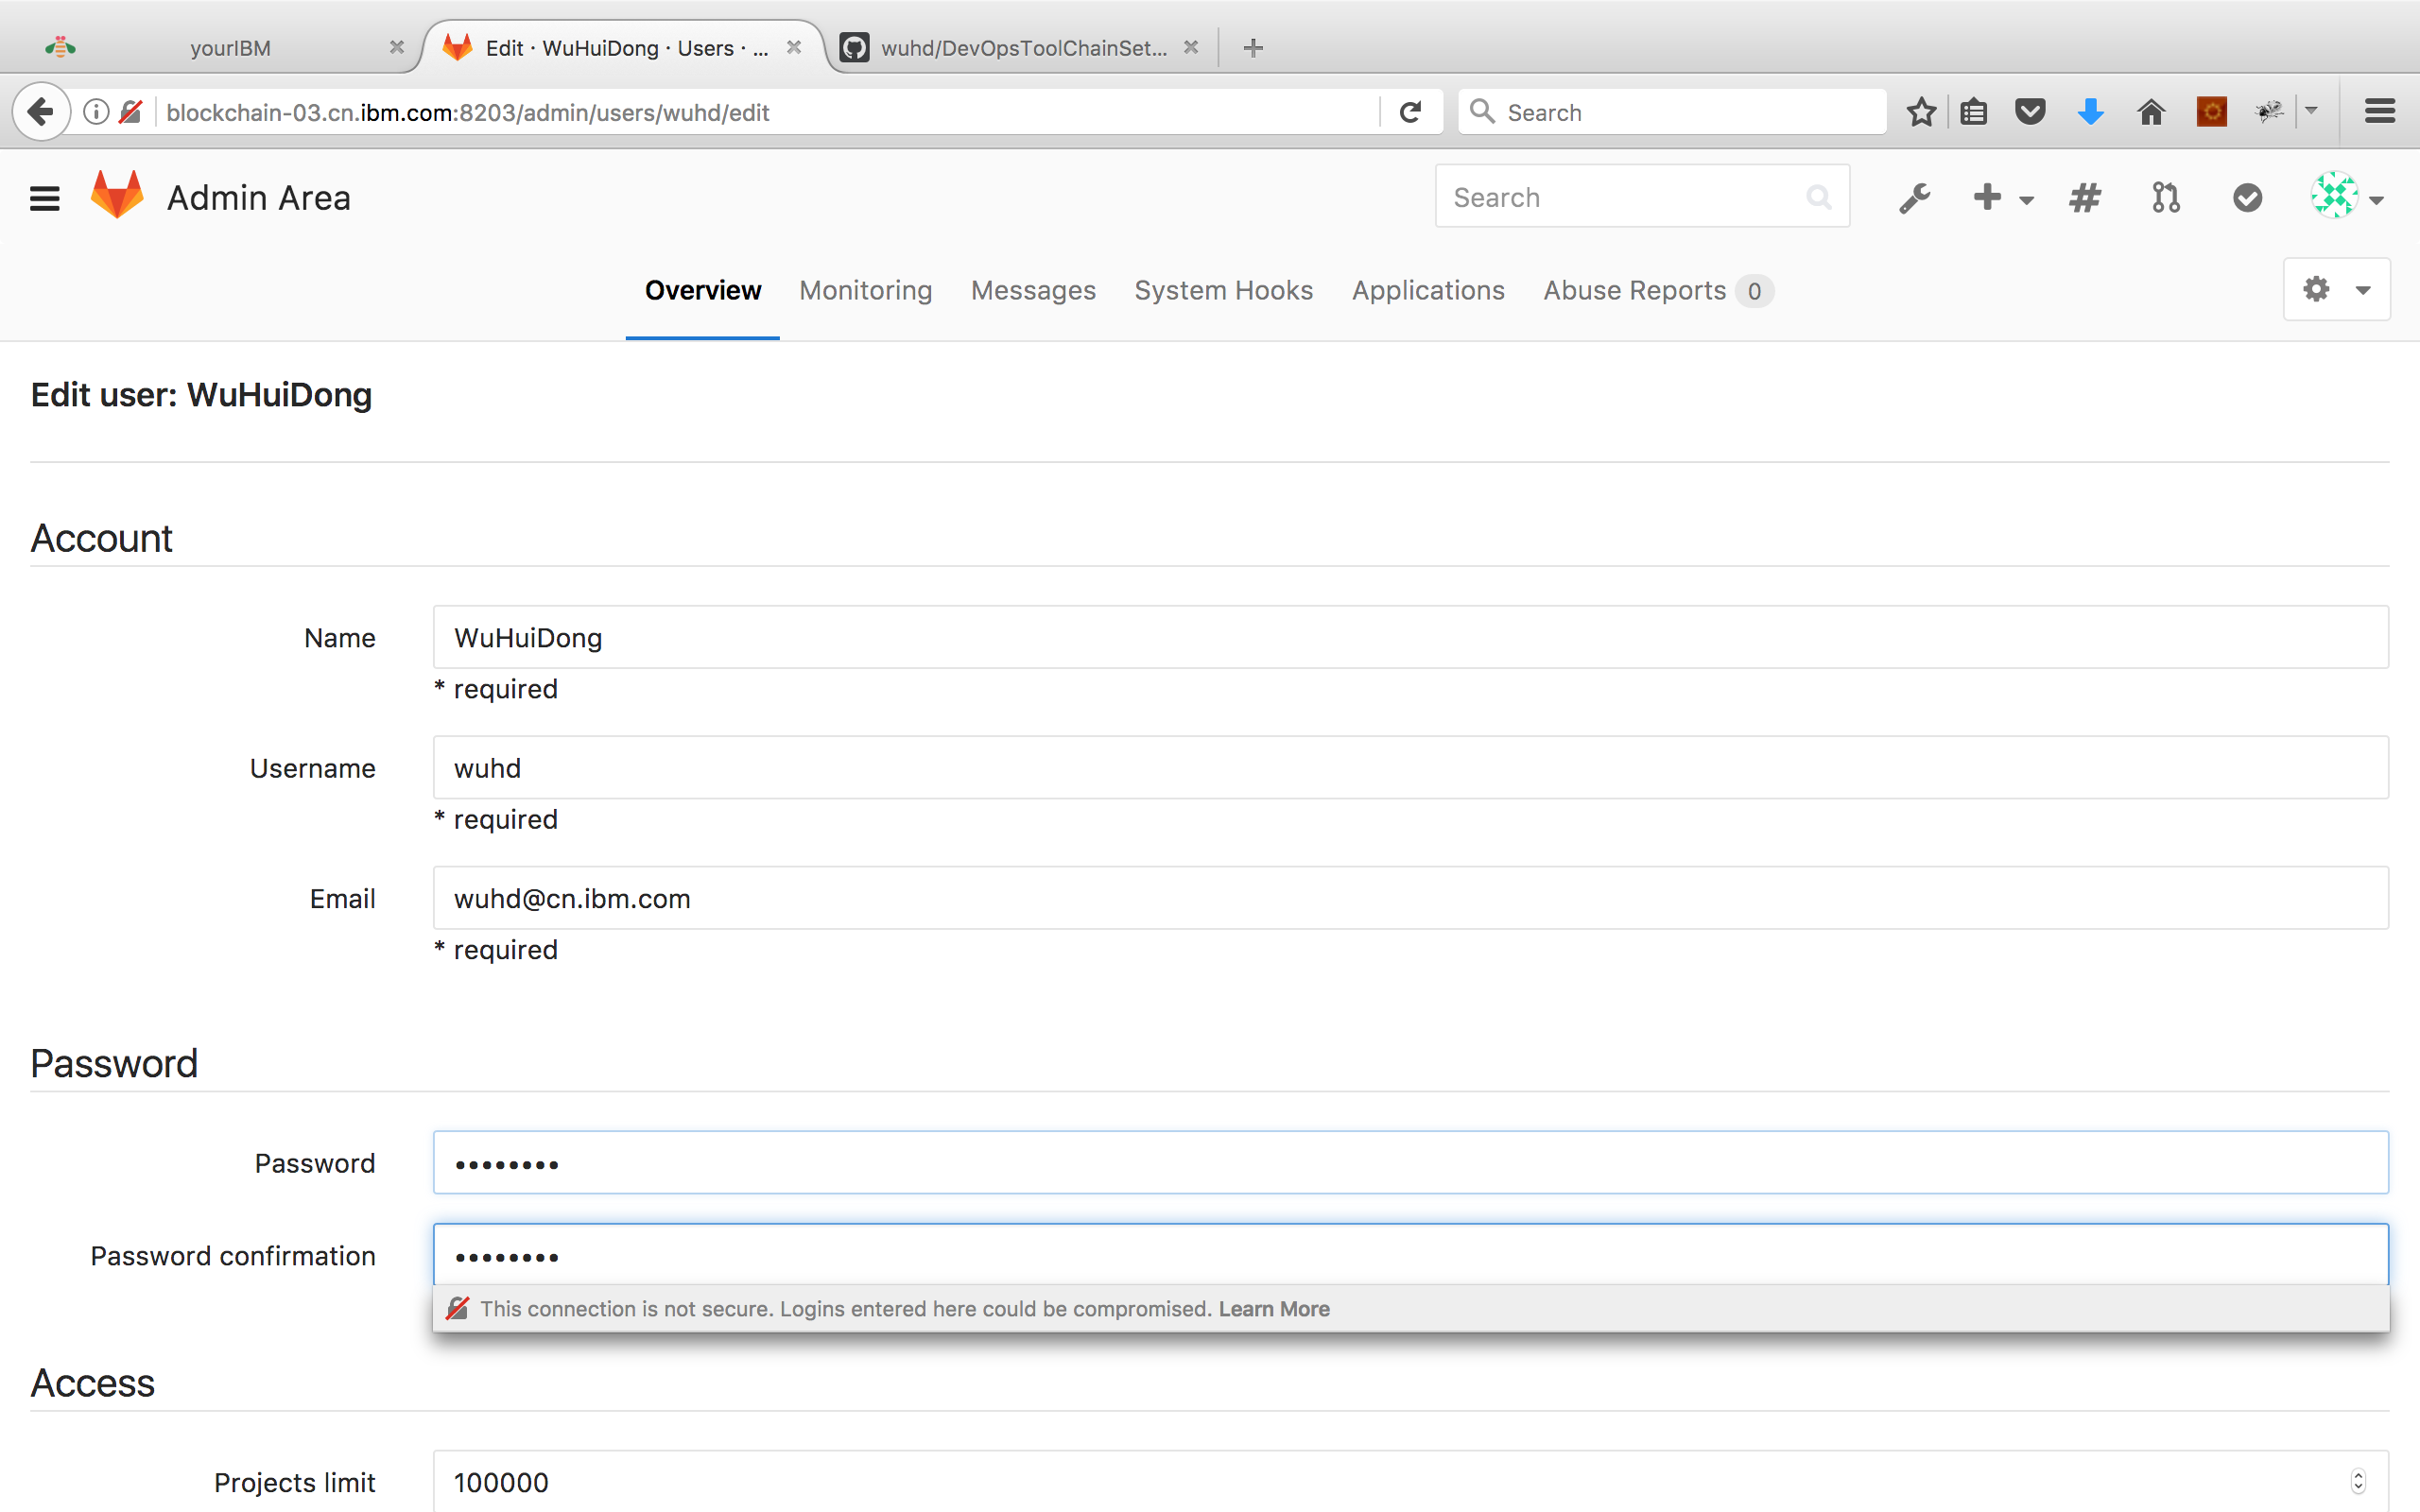 yourIBM
Edit · WuHuiDong · Users · ...
wuhd/DevOpsToolChainSet...
blockchain-03.cn.ibm.com:8203/admin/users/wuhd/edit
Search
Admin Area
Search
Overview
Monitoring
Messages
System Hooks
Applications
Abuse Reports 0
Edit user: WuHuiDong
Account
Name
WuHuiDong
* required
Username
wuhd
* required
Email
wuhd@cn.ibm.com
* required
Password
Password
••••••••
Password confirmation
••••••••
This connection is not secure. Logins entered here could be compromised. Learn More
Access
Projects limit
100000